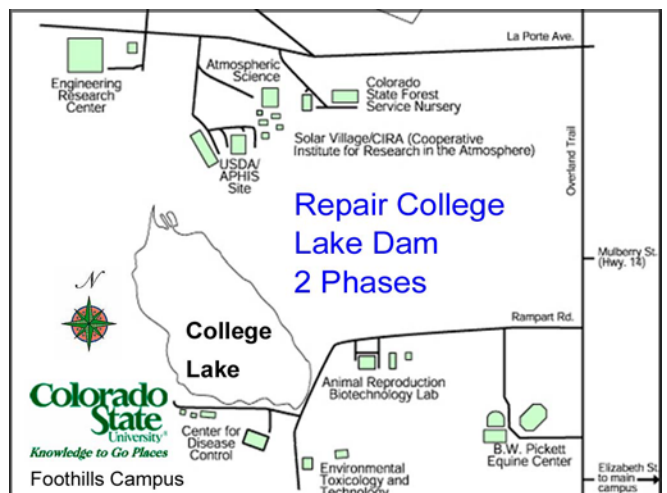 La Porte Ave.
Engineering
Research
Center
Atmospheric
Science
Colorado
State Forest
Service Nursery
Solar Village/CIRA (Cooperative
Institute for Research in the Atmosphere)
USDA/
APHIS
Site
Overland Trail
Repair College
Lake Dam
2 Phases
Mulberry St.
(Hwy. 14)
N
Rampart Rd.
College
Lake
Animal Reproduction
Biotechnology Lab
Colorado
State
University
Knowledge to Go Places
Foothills Campus
Center for
Disease
Control
B.W. Pickett
Equine Center
Environmental
Toxicology and
Technology
Elizabeth St.
to main
campus